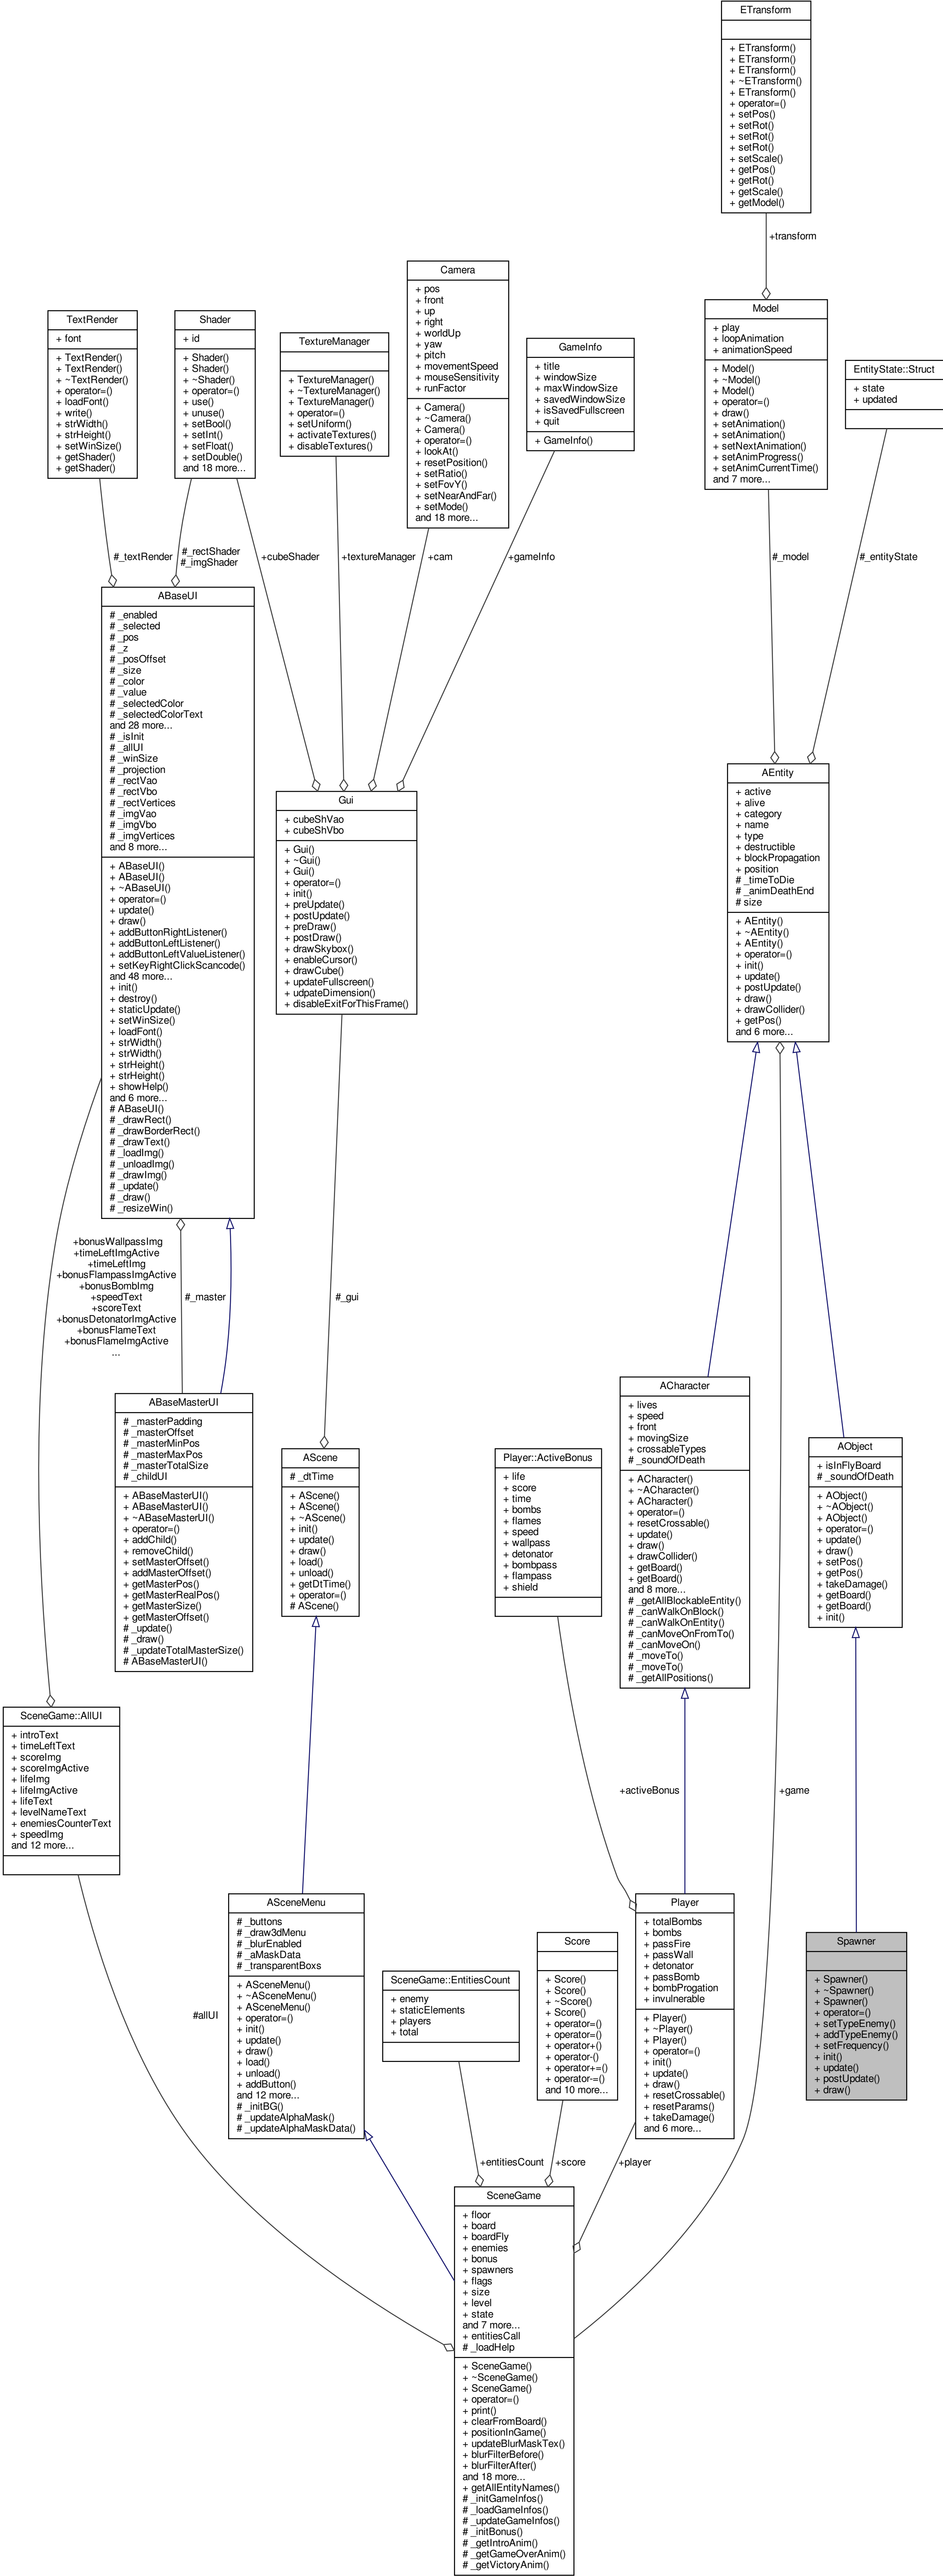 ETransform
+ ETransform()
+ ETransform()
+ ETransform()
+ ~ETransform()
+ ETransform()
+ operator=()
+ setPos()
+ setRot()
+ setRot()
+ setRot()
+ setScale()
+ getPos()
+ getRot()
+ getScale()
+ getModel()
+transform
Camera
+ pos
+ front
+ up
+ right
+ worldUp
+ yaw
+ pitch
+ movementSpeed
+ mouseSensitivity
+ runFactor
+ Camera()
+ ~Camera()
+ Camera()
+ operator=()
+ lookAt()
+ resetPosition()
+ setRatio()
+ setFovY()
+ setNearAndFar()
+ setMode()
and 18 more...
Model
+ play
+ loopAnimation
+ animationSpeed
+ Model()
+ ~Model()
+ Model()
+ operator=()
+ draw()
+ setAnimation()
+ setAnimation()
+ setNextAnimation()
+ setAnimProgress()
+ setAnimCurrentTime()
and 7 more...
TextRender
+ font
+ TextRender()
+ TextRender()
+ ~TextRender()
+ operator=()
+ loadFont()
+ write()
+ strWidth()
+ strHeight()
+ setWinSize()
+ getShader()
+ getShader()
Shader
+ id
+ Shader()
+ Shader()
+ ~Shader()
+ operator=()
+ use()
+ unuse()
+ setBool()
+ setInt()
+ setFloat()
+ setDouble()
and 18 more...
TextureManager
+ TextureManager()
+ ~TextureManager()
+ TextureManager()
+ operator=()
+ setUniform()
+ activateTextures()
+ disableTextures()
GameInfo
+ title
+ windowSize
+ maxWindowSize
+ savedWindowSize
+ isSavedFullscreen
+ quit
+ GameInfo()
EntityState::Struct
+ state
+ updated
#_textRender
#_rectShader
#_imgShader
+cubeShader
+textureManager
+cam
+gameInfo
#_model
#_entityState
ABaseUI
# _enabled
# _selected
# _pos
# _z
# _posOffset
# _size
# _color
# _value
# _selectedColor
# _selectedColorText
and 28 more...
# _isInit
# _allUI
# _winSize
# _projection
# _rectVao
# _rectVbo
# _rectVertices
# _imgVao
# _imgVbo
# _imgVertices
and 8 more...
+ ABaseUI()
+ ABaseUI()
+ ~ABaseUI()
+ operator=()
+ update()
+ draw()
+ addButtonRightListener()
+ addButtonLeftListener()
+ addButtonLeftValueListener()
+ setKeyRightClickScancode()
and 48 more...
+ init()
+ destroy()
+ staticUpdate()
+ setWinSize()
+ loadFont()
+ strWidth()
+ strWidth()
+ strHeight()
+ strHeight()
+ showHelp()
and 6 more...
# ABaseUI()
# _drawRect()
# _drawBorderRect()
# _drawText()
# _loadImg()
# _unloadImg()
# _drawImg()
# _update()
# _draw()
# _resizeWin()
Gui
+ cubeShVao
+ cubeShVbo
+ Gui()
+ ~Gui()
+ Gui()
+ operator=()
+ init()
+ preUpdate()
+ postUpdate()
+ preDraw()
+ postDraw()
+ drawSkybox()
+ enableCursor()
+ drawCube()
+ updateFullscreen()
+ udpateDimension()
+ disableExitForThisFrame()
AEntity
+ active
+ alive
+ category
+ name
+ type
+ destructible
+ blockPropagation
+ position
# _timeToDie
# _animDeathEnd
# size
+ AEntity()
+ ~AEntity()
+ AEntity()
+ operator=()
+ init()
+ update()
+ postUpdate()
+ draw()
+ drawCollider()
+ getPos()
and 6 more...
+bonusWallpassImg
+timeLeftImgActive
+timeLeftImg
+bonusFlampassImgActive
+bonusBombImg
+speedText
+scoreText
+bonusDetonatorImgActive
+bonusFlameText
+bonusFlameImgActive
...
#_master
#_gui
ABaseMasterUI
# _masterPadding
# _masterOffset
# _masterMinPos
# _masterMaxPos
# _masterTotalSize
# _childUI
+ ABaseMasterUI()
+ ABaseMasterUI()
+ ~ABaseMasterUI()
+ operator=()
+ addChild()
+ removeChild()
+ setMasterOffset()
+ addMasterOffset()
+ getMasterPos()
+ getMasterRealPos()
+ getMasterSize()
+ getMasterOffset()
# _update()
# _draw()
# _updateTotalMasterSize()
# ABaseMasterUI()
AScene
# _dtTime
+ AScene()
+ AScene()
+ ~AScene()
+ init()
+ update()
+ draw()
+ load()
+ unload()
+ getDtTime()
+ operator=()
# AScene()
Player::ActiveBonus
+ life
+ score
+ time
+ bombs
+ flames
+ speed
+ wallpass
+ detonator
+ bombpass
+ flampass
+ shield
ACharacter
+ lives
+ speed
+ front
+ movingSize
+ crossableTypes
# _soundOfDeath
+ ACharacter()
+ ~ACharacter()
+ ACharacter()
+ operator=()
+ resetCrossable()
+ update()
+ draw()
+ drawCollider()
+ getBoard()
+ getBoard()
and 8 more...
# _getAllBlockableEntity()
# _canWalkOnBlock()
# _canWalkOnEntity()
# _canMoveOnFromTo()
# _canMoveOn()
# _moveTo()
# _moveTo()
# _getAllPositions()
AObject
+ isInFlyBoard
# _soundOfDeath
+ AObject()
+ ~AObject()
+ AObject()
+ operator=()
+ update()
+ draw()
+ setPos()
+ getPos()
+ takeDamage()
+ getBoard()
+ getBoard()
+ init()
SceneGame::AllUI
+ introText
+ timeLeftText
+ scoreImg
+ scoreImgActive
+ lifeImg
+ lifeImgActive
+ lifeText
+ levelNameText
+ enemiesCounterText
+ speedImg
and 12 more...
+activeBonus
+game
#allUI
ASceneMenu
# _buttons
# _draw3dMenu
# _blurEnabled
# _aMaskData
# _transparentBoxs
+ ASceneMenu()
+ ~ASceneMenu()
+ ASceneMenu()
+ operator=()
+ init()
+ update()
+ draw()
+ load()
+ unload()
+ addButton()
and 12 more...
# _initBG()
# _updateAlphaMask()
# _updateAlphaMaskData()
SceneGame::EntitiesCount
+ enemy
+ staticElements
+ players
+ total
Score
+ Score()
+ Score()
+ ~Score()
+ Score()
+ operator=()
+ operator=()
+ operator+()
+ operator-()
+ operator+=()
+ operator-=()
and 10 more...
Player
+ totalBombs
+ bombs
+ passFire
+ passWall
+ detonator
+ passBomb
+ bombProgation
+ invulnerable
+ Player()
+ ~Player()
+ Player()
+ operator=()
+ init()
+ update()
+ draw()
+ resetCrossable()
+ resetParams()
+ takeDamage()
and 6 more...
Spawner
+ Spawner()
+ ~Spawner()
+ Spawner()
+ operator=()
+ setTypeEnemy()
+ addTypeEnemy()
+ setFrequency()
+ init()
+ update()
+ postUpdate()
+ draw()
+entitiesCount
+score
+player
SceneGame
+ floor
+ board
+ boardFly
+ enemies
+ bonus
+ spawners
+ flags
+ size
+ level
+ state
and 7 more...
+ entitiesCall
# _loadHelp
+ SceneGame()
+ ~SceneGame()
+ SceneGame()
+ operator=()
+ print()
+ clearFromBoard()
+ positionInGame()
+ updateBlurMaskTex()
+ blurFilterBefore()
+ blurFilterAfter()
and 18 more...
+ getAllEntityNames()
# _initGameInfos()
# _loadGameInfos()
# _updateGameInfos()
# _initBonus()
# _getIntroAnim()
# _getGameOverAnim()
# _getVictoryAnim()